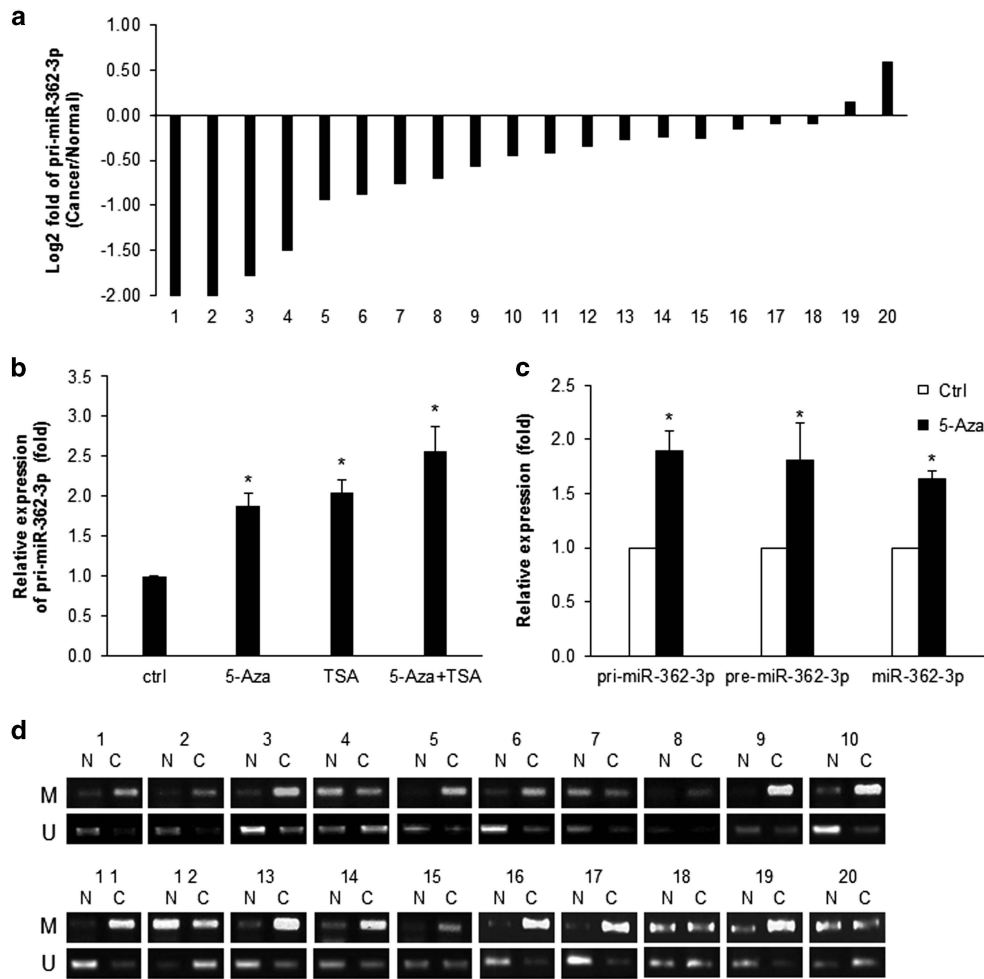 a
Log2 fold of pri-miR-362-3p
(Cancer/Normal)
1.00
0.50
0.00
-0.50
-1.00
-1.50
-2.00
1 2 3 4 5 6 7 8 9 10 11 12 13 14 15 16 17 18 19 20
b
Relative expression
of pri-miR-362-3p (fold)
3.5
3.0
2.5
2.0
1.5
1.0
0.5
0.0
* * *
ctrl 5-Aza TSA 5-Aza+TSA
c
Relative expression (fold)
2.5
2.0
1.5
1.0
0.5
0.0
Ctrl
5-Aza
* * *
pri-miR-362-3p pre-miR-362-3p miR-362-3p
d
1 2 3 4 5 6 7 8 9 10
N C N C N C N C N C N C N C N C N C N C
M
U
11 12 13 14 15 16 17 18 19 20
N C N C N C N C N C N C N C N C N C N C
M
U